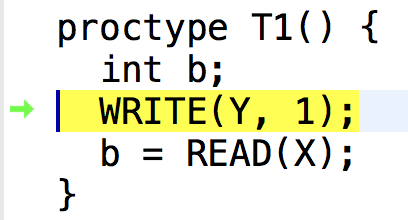 proctype T1() {
  int b;
  WRITE(Y, 1);
  b = READ(X);
}